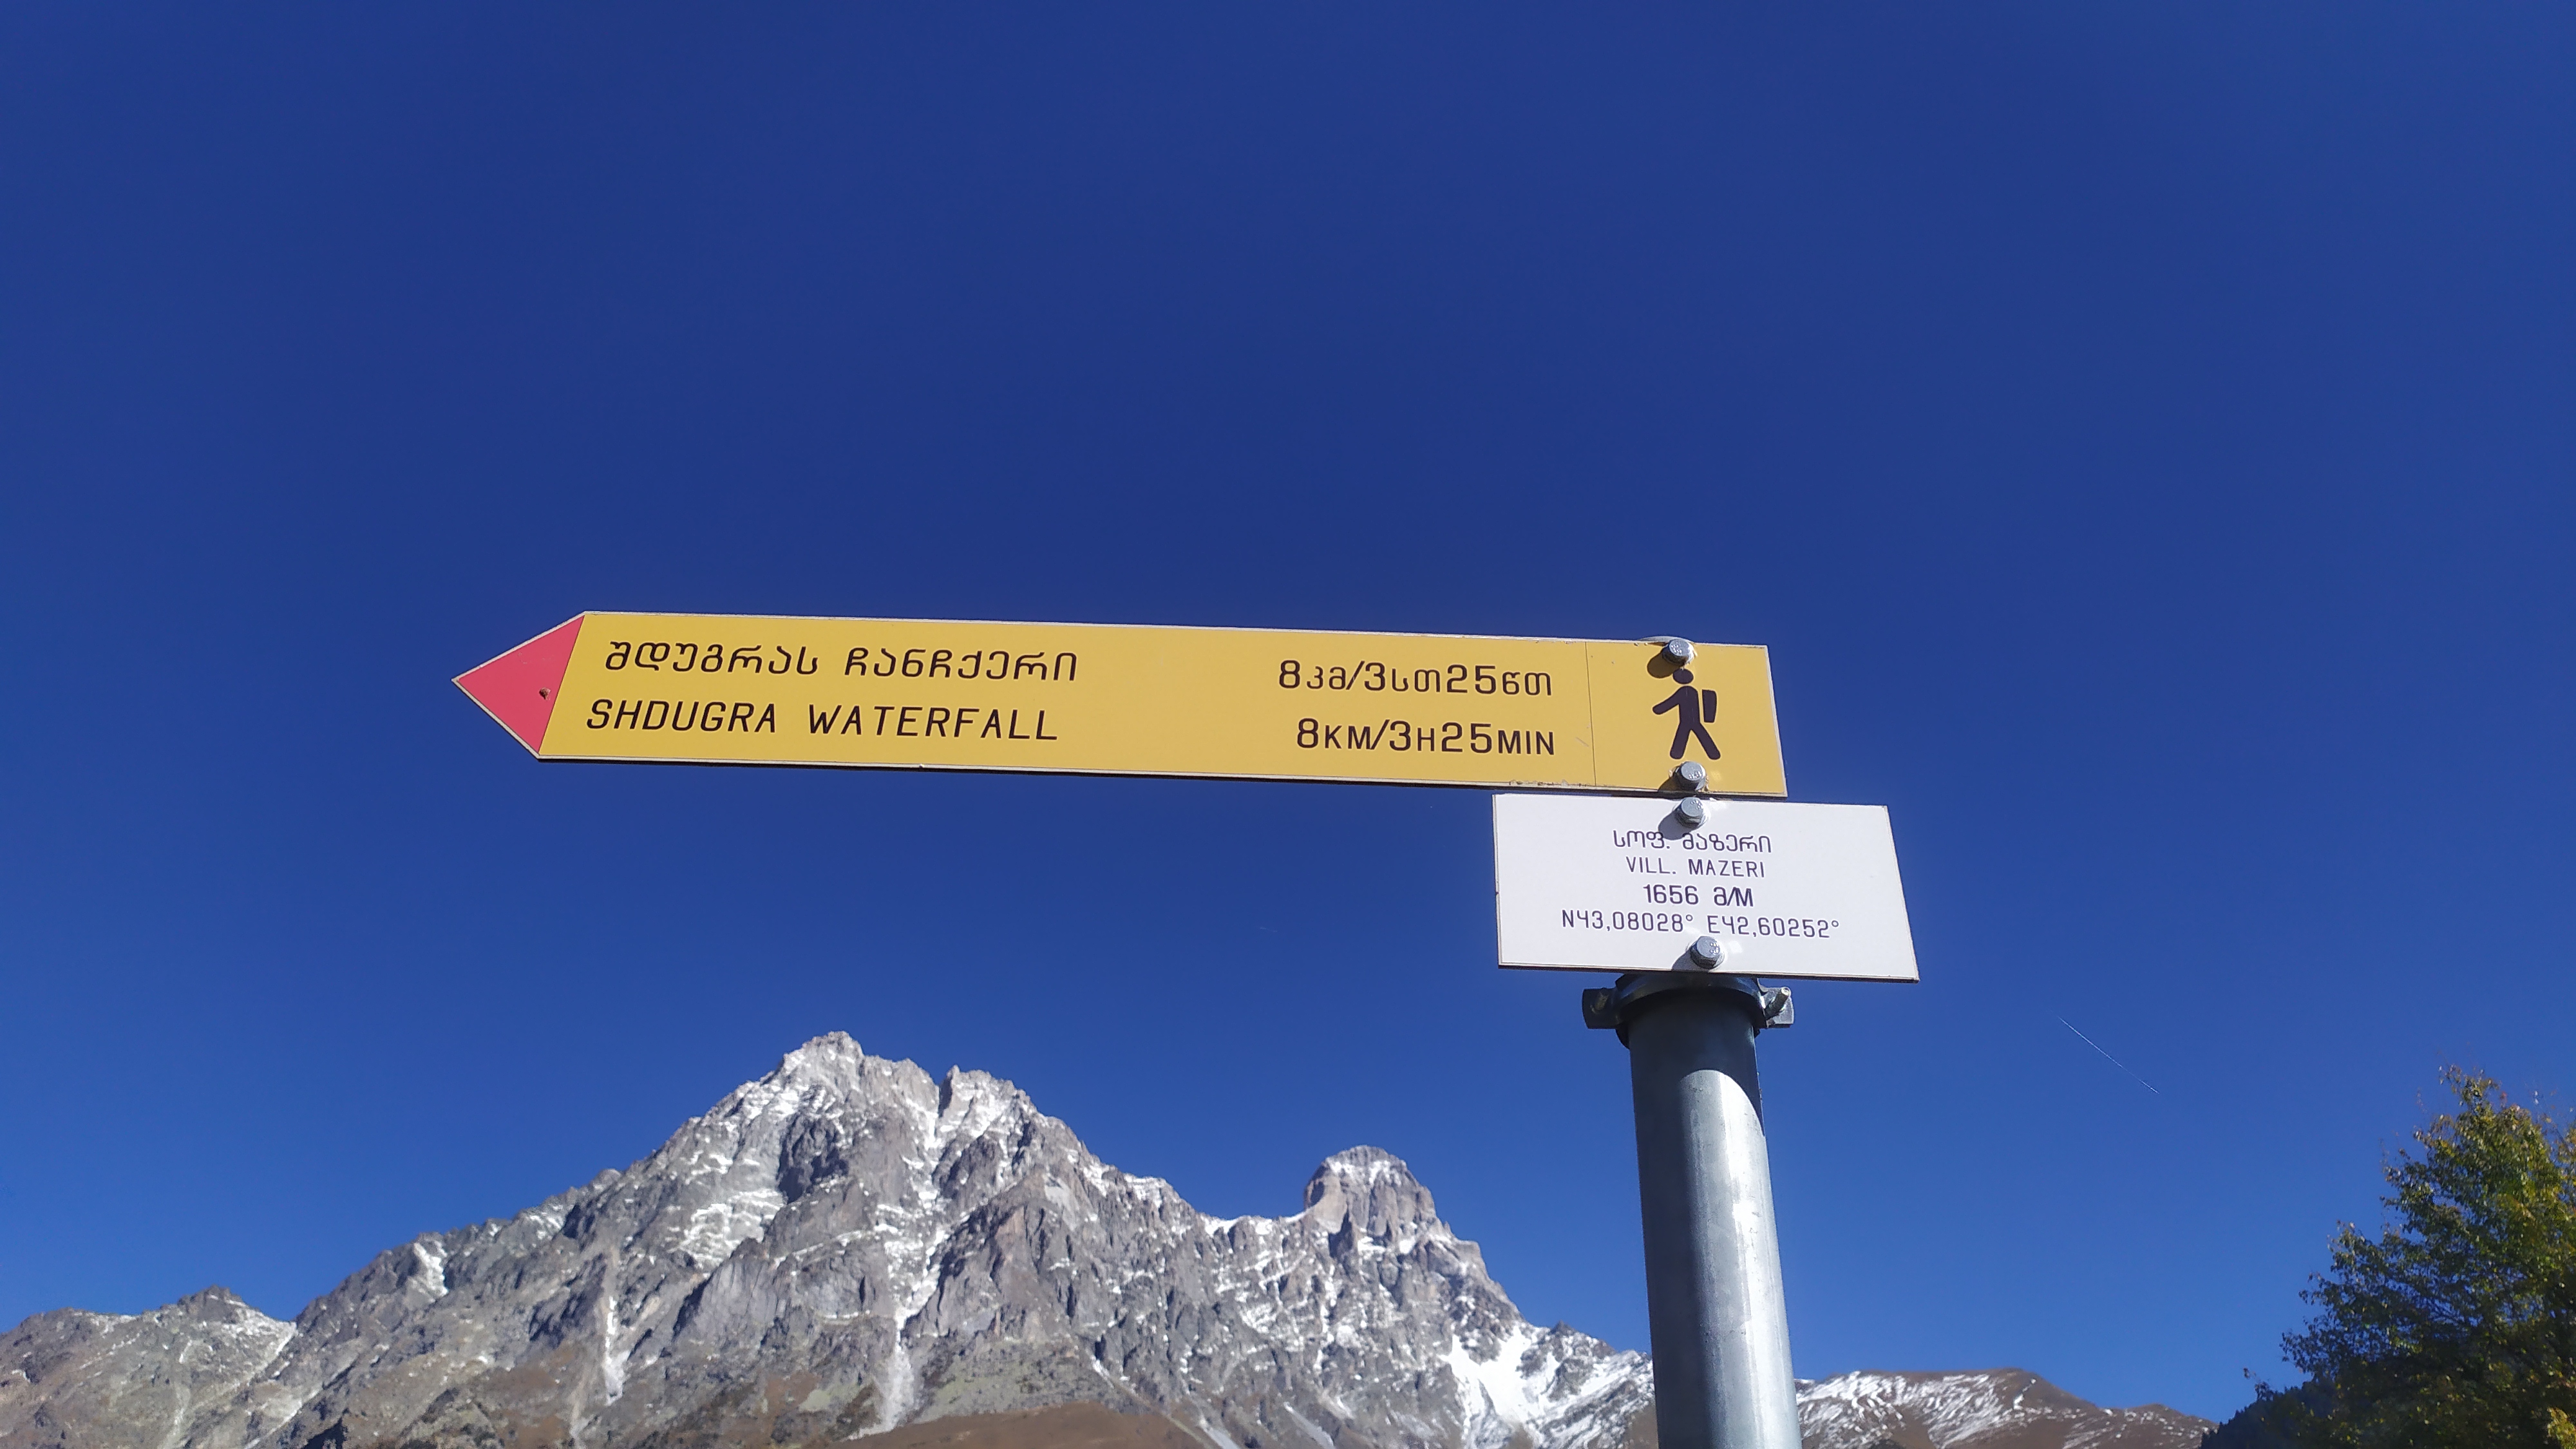 შდუგრას ჩანჩქერი 8კმ/3სთ25წთ
SHDUGRA WATERFALL 8KM/3H25MIN
სოფ. მაზერი
VILL. MAZERI
1656 მ/M
N43,08028° E42,60252°